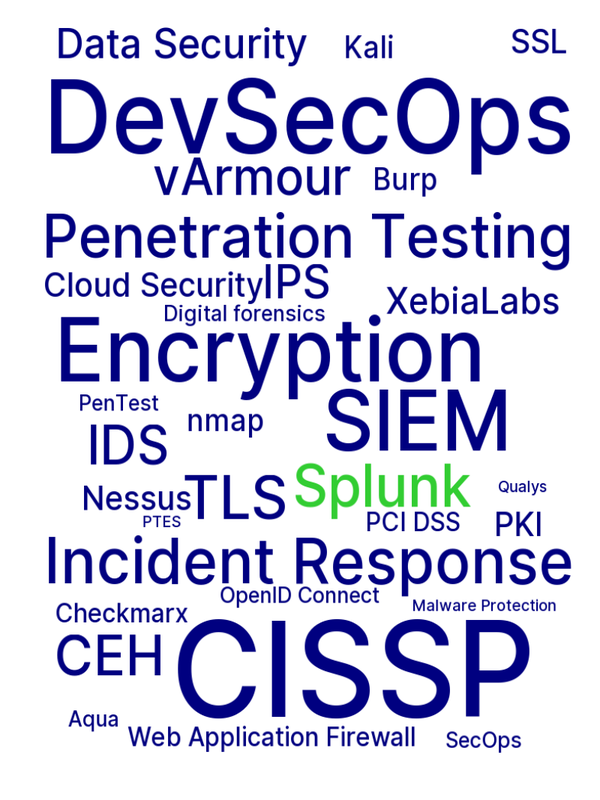 Data Security Kali SSL
DevSecOps
vArmour Burp
Penetration Testing
Cloud Security IPS
XebiaLabs
Digital forensics
Encryption
PenTest
nmap
SIEM
IDS
Splunk
Nessus TLS
Qualys
PTES
PCI DSS PKI
Incident Response
OpenID Connect
Checkmarx
Malware Protection
CEH CISSP
Aqua
Web Application Firewall SecOps